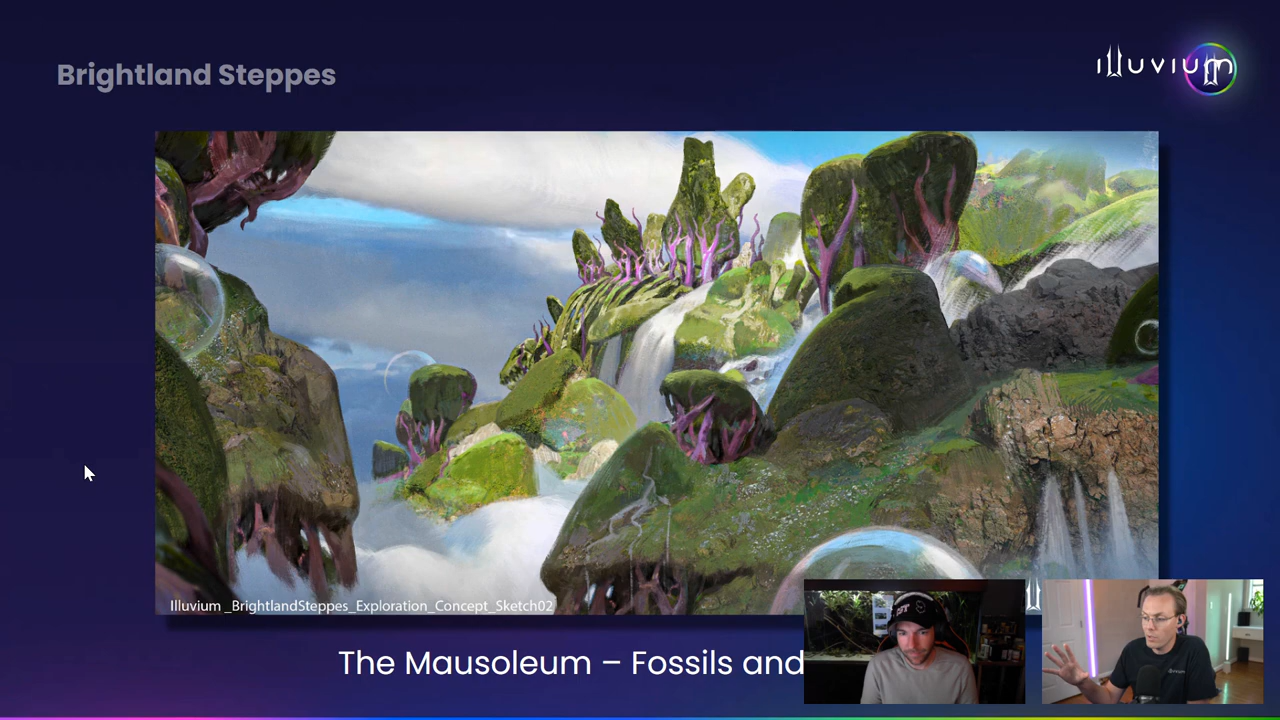 Brightland Steppes
illuvium
Illuvium _BrightlandSteppes_Exploration_Concept_Sketch02
The Mausoleum – Fossils and